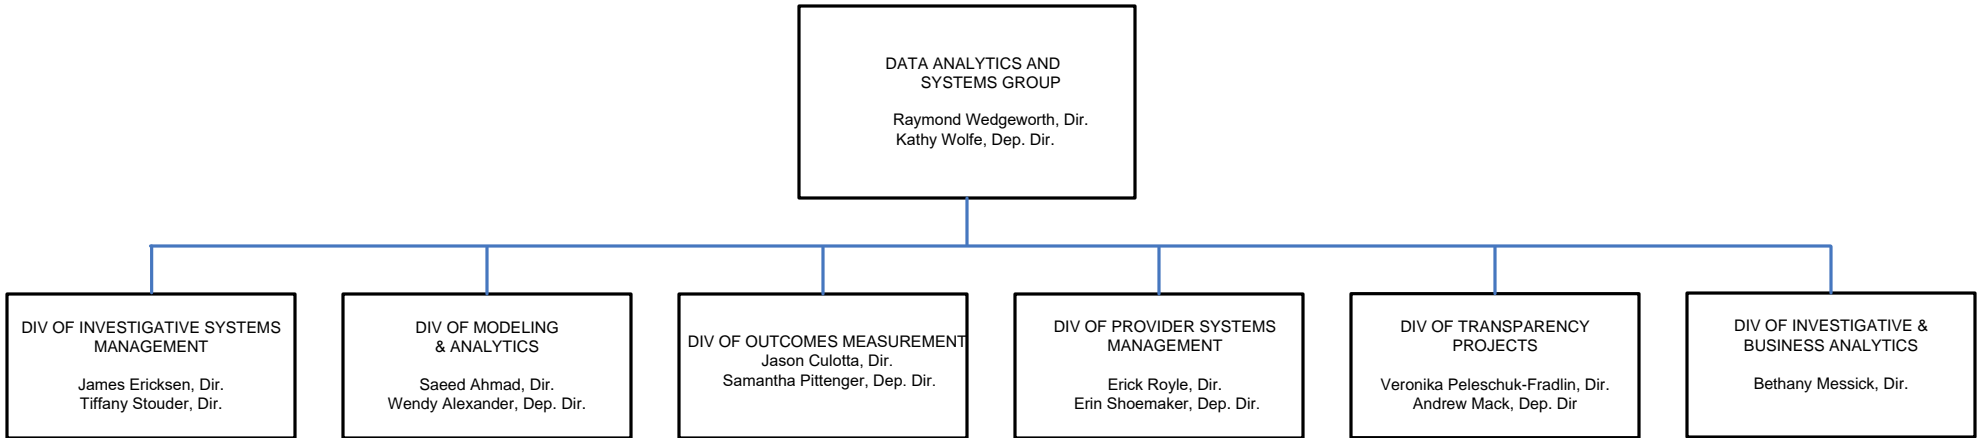 DATA ANALYTICS AND
SYSTEMS GROUP
Raymond Wedgeworth, Dir.
Kathy Wolfe, Dep. Dir.
DIV OF INVESTIGATIVE SYSTEMS
MANAGEMENT
James Ericksen, Dir.
Tiffany Stouder, Dir.
DIV OF MODELING
& ANALYTICS
Saeed Ahmad, Dir.
Wendy Alexander, Dep. Dir.
DIV OF OUTCOMES MEASUREMENT
Jason Culotta, Dir.
Samantha Pittenger, Dep. Dir.
DIV OF PROVIDER SYSTEMS
MANAGEMENT
Erick Royle, Dir.
Erin Shoemaker, Dep. Dir.
DIV OF TRANSPARENCY
PROJECTS
Veronika Peleschuk-Fradlin, Dir.
Andrew Mack, Dep. Dir
DIV OF INVESTIGATIVE &
BUSINESS ANALYTICS
Bethany Messick, Dir.